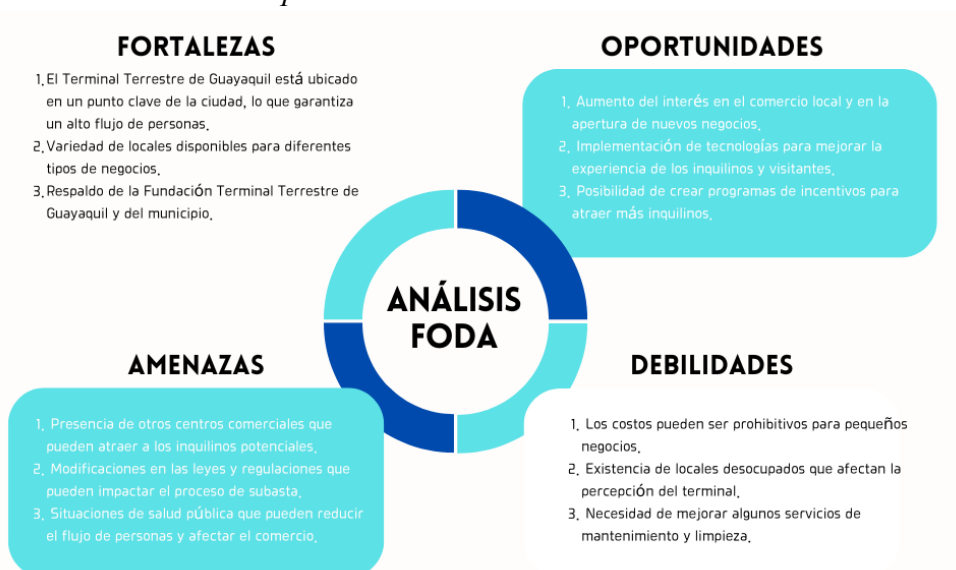 FORTALEZAS
1. El Terminal Terrestre de Guayaquil está ubicado
en un punto clave de la ciudad, lo que garantiza
un alto flujo de personas.
2. Variedad de locales disponibles para diferentes
tipos de negocios.
3. Respaldo de la Fundación Terminal Terrestre de
Guayaquil y del municipio.
OPORTUNIDADES
1. Aumento del interés en el comercio local y en la
apertura de nuevos negocios.
2. Implementación de tecnologías para mejorar la
experiencia de los inquilinos y visitantes.
3. Posibilidad de crear programas de incentivos para
atraer más inquilinos.
ANÁLISIS
FODA
AMENAZAS
1. Presencia de otros centros comerciales que
pueden atraer a los inquilinos potenciales.
2. Modificaciones en las leyes y regulaciones que
pueden impactar el proceso de subasta.
3. Situaciones de salud pública que pueden reducir
el flujo de personas y afectar el comercio.
DEBILIDADES
1. Los costos pueden ser prohibitivos para pequeños
negocios.
2. Existencia de locales desocupados que afectan la
percepción del terminal.
3. Necesidad de mejorar algunos servicios de
mantenimiento y limpieza.